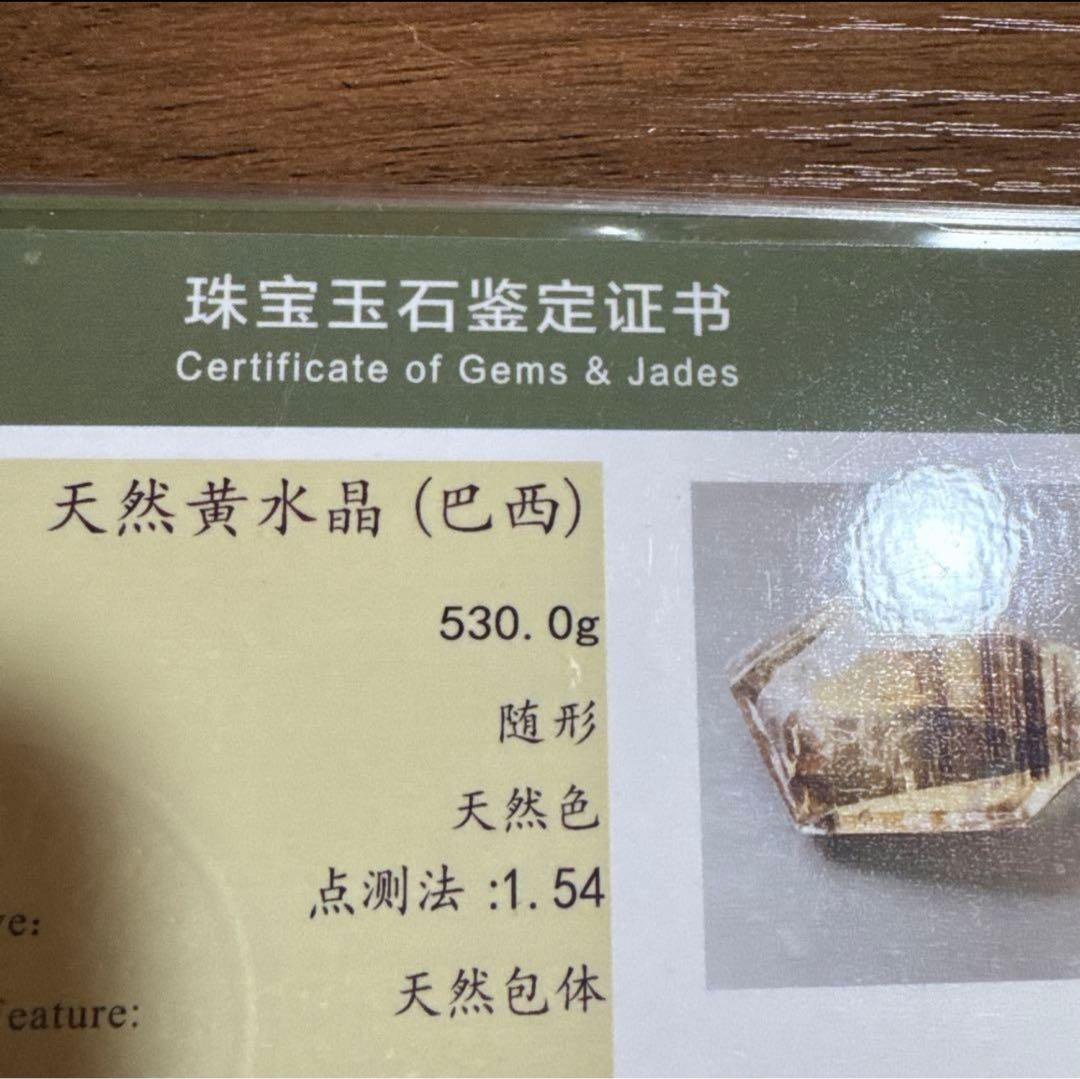 珠宝玉石鉴定证书
Certificate of Gems & Jades
天然黄水晶(巴西)
530.0g
随形
天然色
点测法:1.54
天然包体